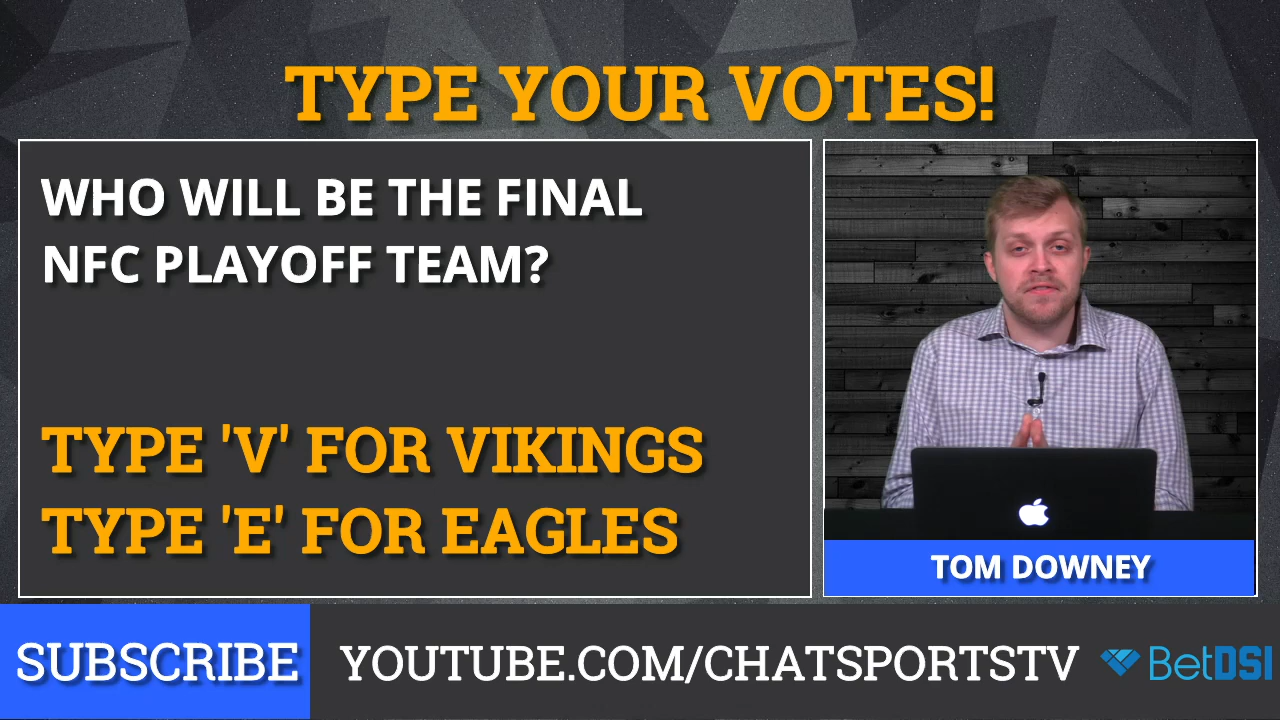 TYPE YOUR VOTES!
WHO WILL BE THE FINAL
NFC PLAYOFF TEAM?
TYPE 'V' FOR VIKINGS
TYPE 'E' FOR EAGLES
TOM DOWNEY
SUBSCRIBE
YOUTUBE.COM/CHATSPORTSTV
BetDSI